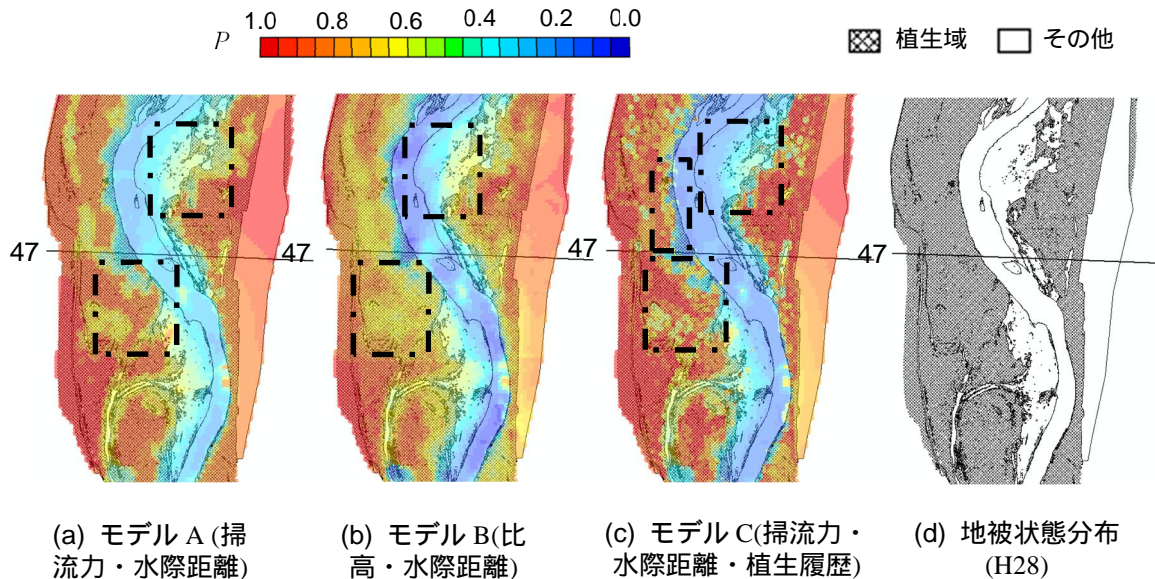 1.0 0.8 0.6 0.4 0.2 0.0
P
植生域 その他
47 47 47
(a) モデル A (掃
流力・水際距離)
(b) モデル B(比
高・水際距離)
(c) モデル C(掃流力・
水際距離・植生履歴)
(d) 地被状態分布
(H28)